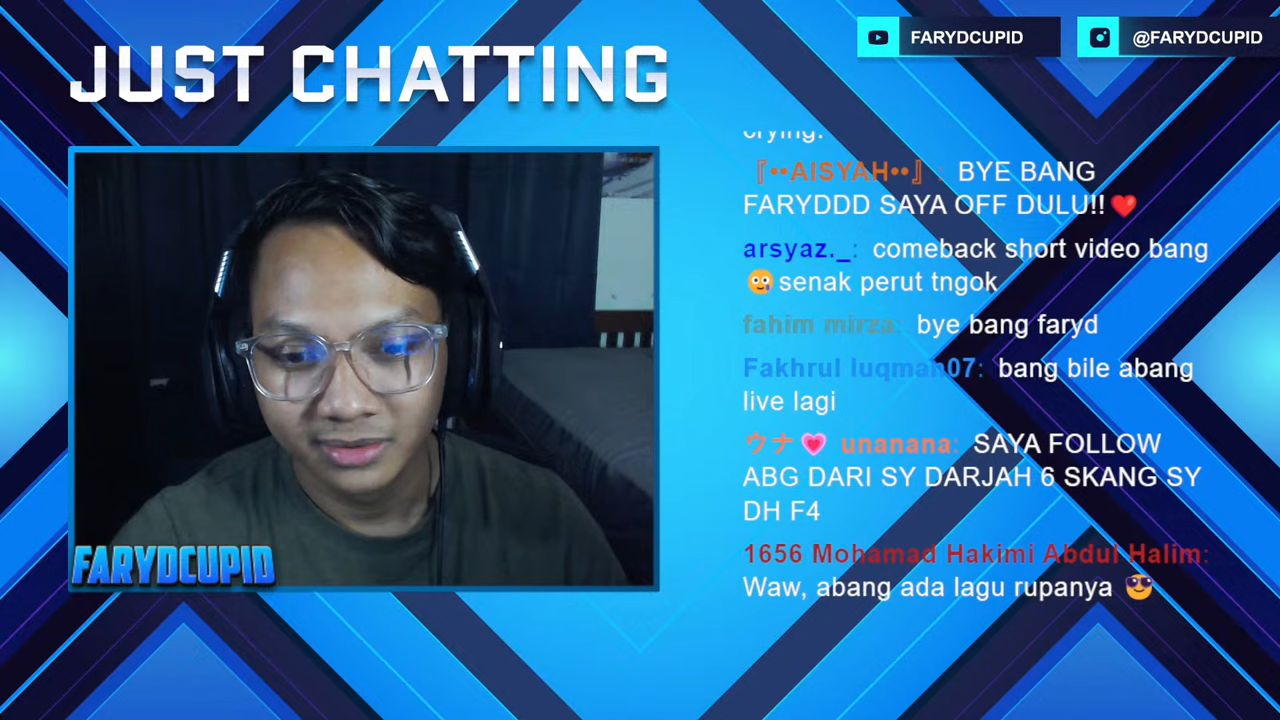 JUST CHATTING
FARYDCUPID
@FARYDCUPID
crying.
『••AISYAH••』: BYE BANG
FARYDDD SAYA OFF DULU!!❤️
arsyaz._: comeback short video bang
🥲senak perut tngok
fahim mirza: bye bang faryd
Fakhrul luqman07: bang bile abang
live lagi
ウナ💗 unanana: SAYA FOLLOW
ABG DARI SY DARJAH 6 SKANG SY
DH F4
1656 Mohamad Hakimi Abdul Halim:
Waw, abang ada lagu rupanya 😎
FARYDCUPID